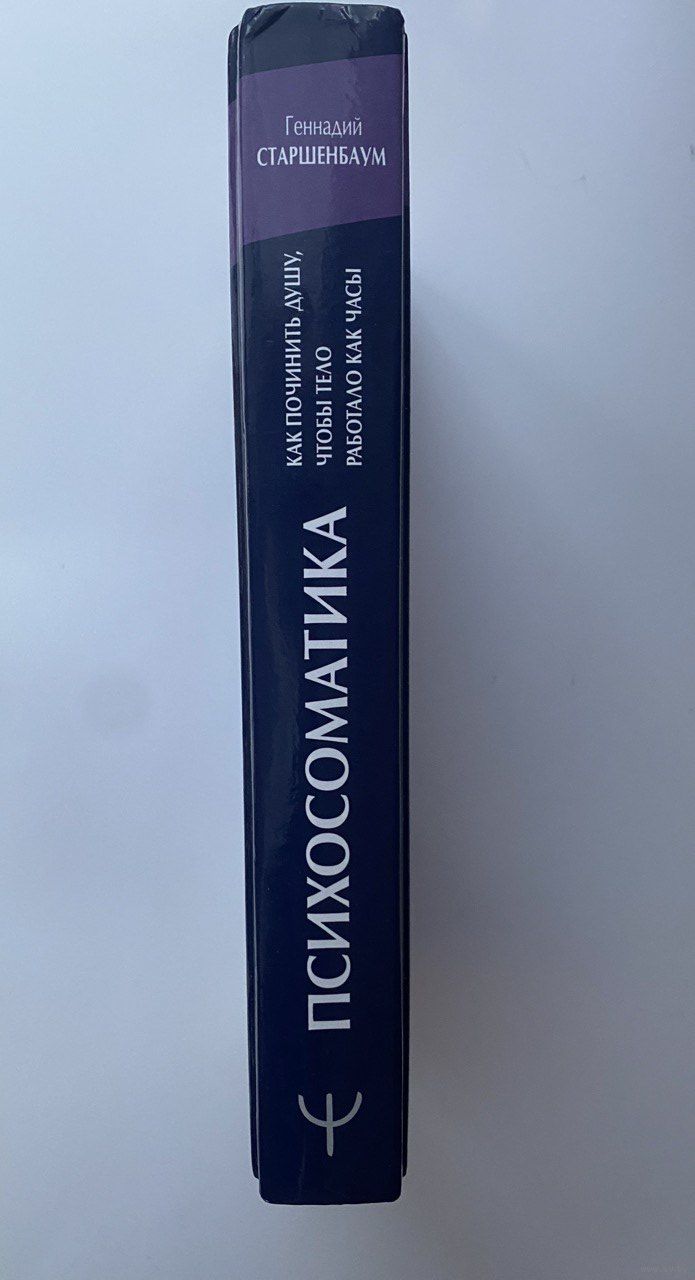 Геннадий
СТАРШЕНБАУМ
КАК ПОЧИНИТЬ ДУШУ,
ЧТОБЫ ТЕЛО
РАБОТАЛО КАК ЧАСЫ
ПСИХОСОМАТИКА